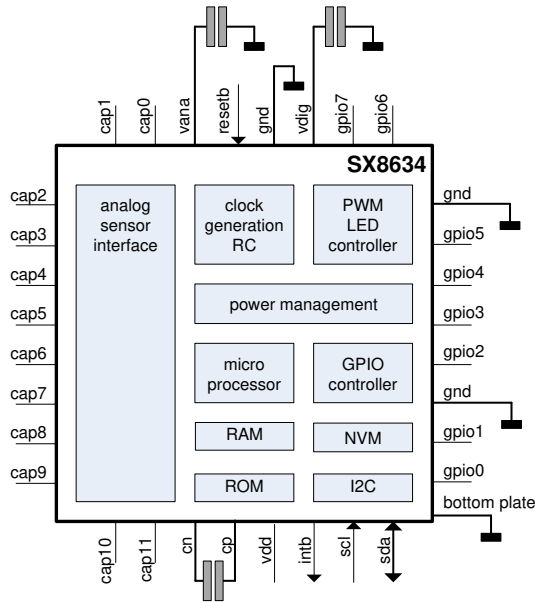 cap1
cap0
vana
resetb
gnd
vdig
gpio7
gpio6
SX8634
cap2
cap3
cap4
cap5
cap6
cap7
cap8
cap9
analog
sensor
interface
clock
generation
RC
PWM
LED
controller
power management
micro
processor
GPIO
controller
RAM
NVM
ROM
I2C
gnd
gpio5
gpio4
gpio3
gpio2
gnd
gpio1
gpio0
bottom plate
cap10
cap11
cn
cp
vdd
intb
scl
sda